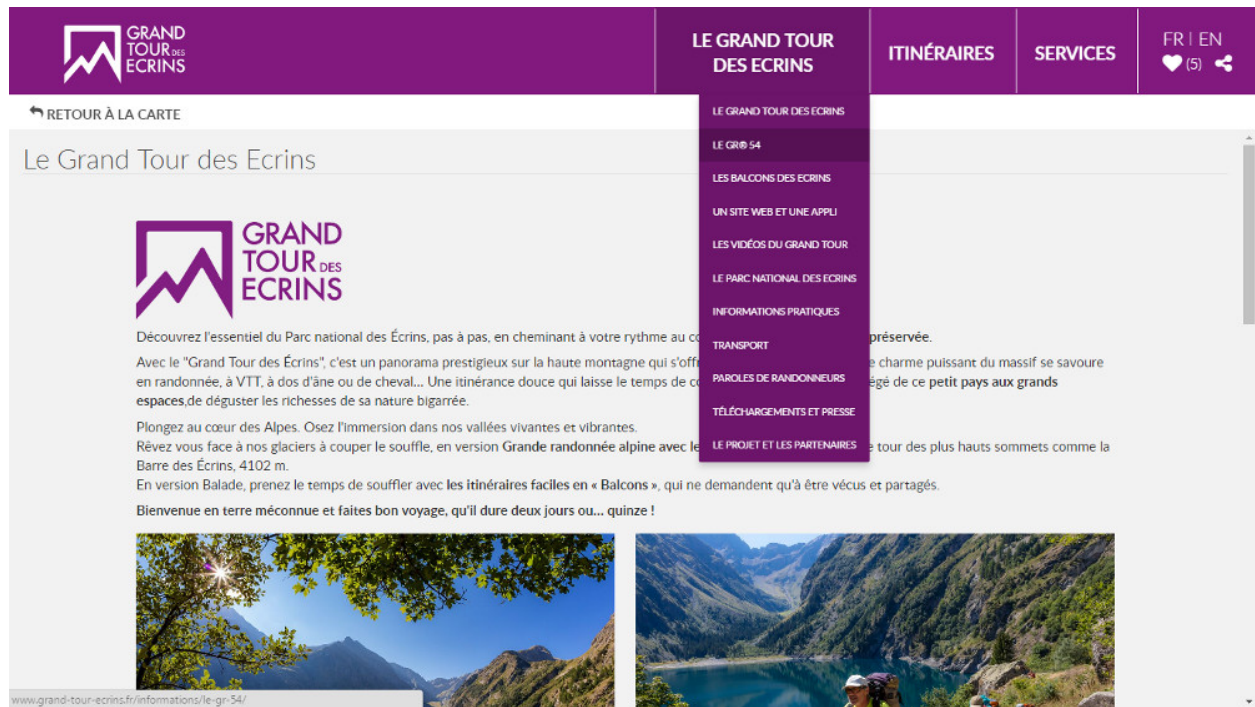 GRAND
TOUR DES
ECRINS
LE GRAND TOUR
DES ECRINS
ITINÉRAIRES
SERVICES
FR | EN
(5)
RETOUR À LA CARTE
LE GRAND TOUR DES ECRINS
LE GR® 54
LES BALCONS DES ECRINS
UN SITE WEB ET UNE APPLI
LES VIDÉOS DU GRAND TOUR
LE PARC NATIONAL DES ECRINS
INFORMATIONS PRATIQUES
TRANSPORT
PAROLES DE RANDONNEURS
TÉLÉCHARGEMENTS ET PRESSE
LE PROJET ET LES PARTENAIRES
Le Grand Tour des Ecrins
GRAND
TOUR DES
ECRINS
Découvrez l'essentiel du Parc national des Écrins, pas à pas, en cheminant à votre rythme au préservée.
Avec le "Grand Tour des Écrins", c'est un panorama prestigieux sur la haute montagne qui charme puissant du massif se savoure
en randonnée, à VTT, à dos d'âne ou de cheval... Une itinérance douce qui laisse le temps de de ce petit pays aux grands
espaces,de déguster les richesses de sa nature bigarrée.
Plongez au cœur des Alpes. Osez l'immersion dans nos vallées vivantes et vibrantes.
Rêvez vous face à nos glaciers à couper le souffle, en version Grande randonnée alpine avec tour des plus hauts sommets comme la
Barre des Écrins, 4102 m.
En version Balade, prenez le temps de souffler avec les itinéraires faciles en « Balcons », qui ne demandent qu'à être vécus et partagés.
Bienvenue en terre méconnue et faites bon voyage, qu'il dure deux jours ou... quinze !
www.grand-tour-ecrins.fr/informations/le-gr-54/